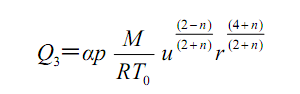 Q₃=αp M/(RT₀) u^((2−n)/(2+n)) r^((4+n)/(2+n))